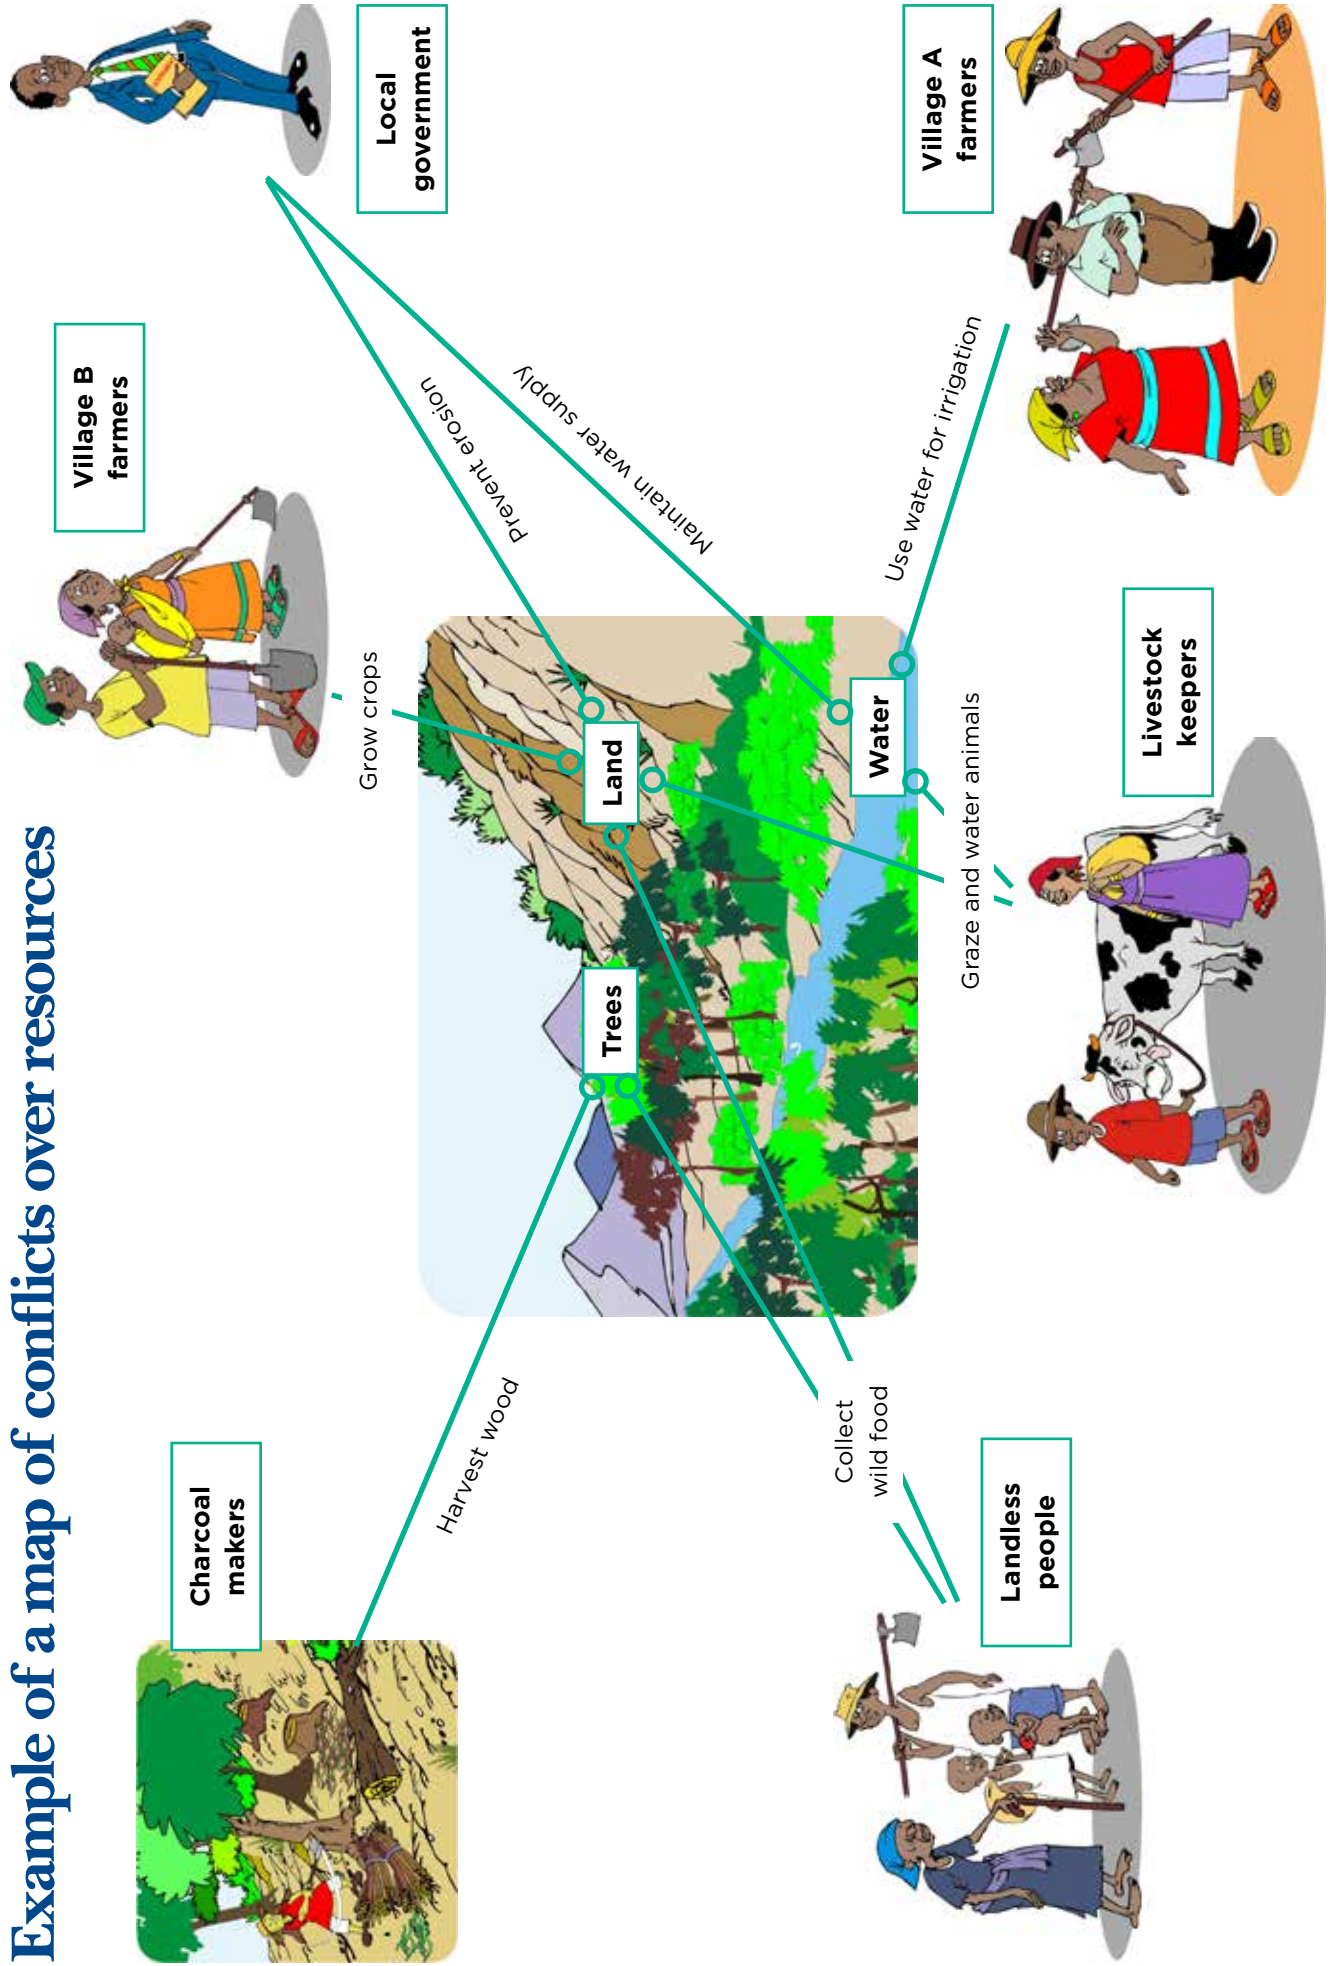 Example of a map of conflicts over resources
Charcoal
makers
Village B
farmers
Local
government
Grow crops
Prevent erosion
Maintain water supply
Harvest wood
Trees
Land
Water
Use water for irrigation
Collect
wild food
Graze and water animals
Landless
people
Livestock
keepers
Village A
farmers